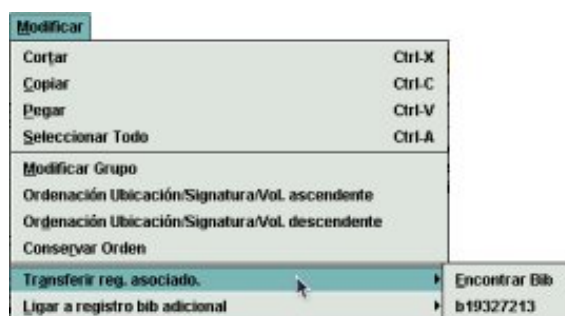 Modificar
Cortar Ctrl-X
Copiar Ctrl-C
Pegar Ctrl-V
Seleccionar Todo Ctrl-A
Modificar Grupo
Ordenación Ubicación/Signatura/Vol. ascendente
Ordenación Ubicación/Signatura/Vol. descendente
Conservar Orden
Transferir reg. asociado. Encontrar Bib
Ligar a registro bib adicional b19327213